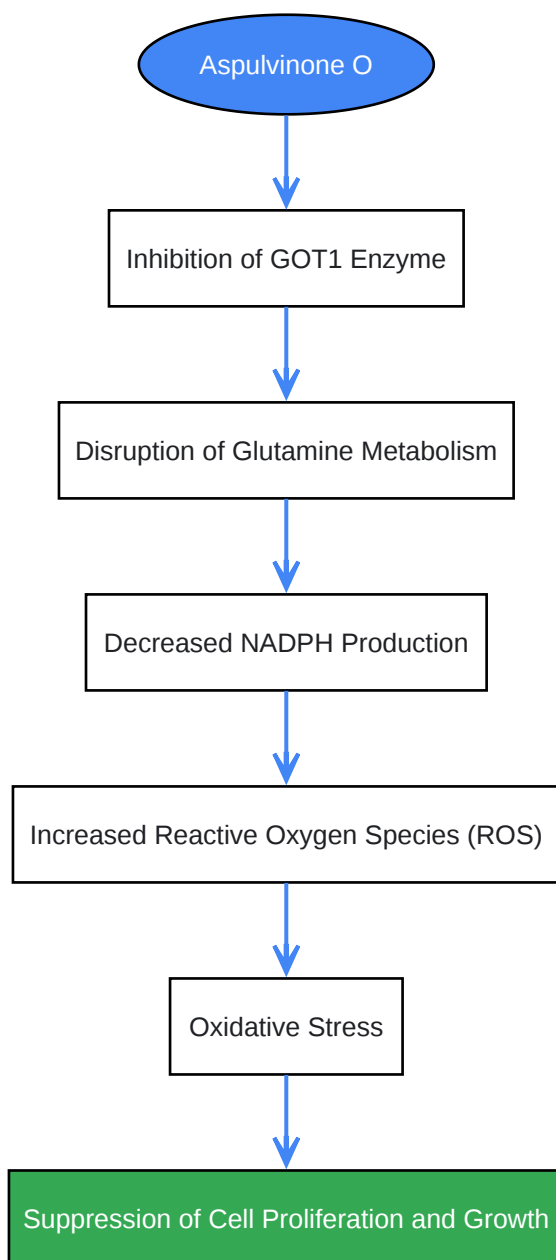 Aspulvinone O
Inhibition of GOT1 Enzyme
Disruption of Glutamine Metabolism
Decreased NADPH Production
Increased Reactive Oxygen Species (ROS)
Oxidative Stress
Suppression of Cell Proliferation and Growth